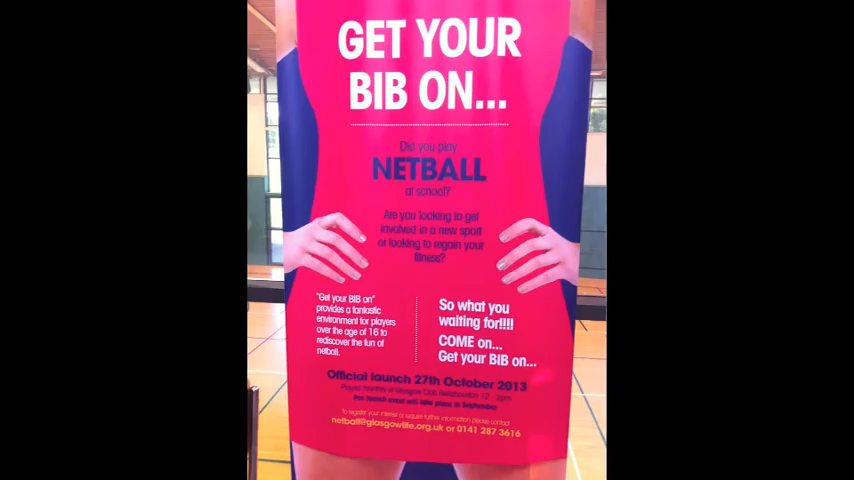 GET YOUR
BIB ON...
Did you play
NETBALL
at school?
Are you looking to get
involved in a new sport
or looking to regain your
fitness?
"Get your BIB on"
provides a fantastic
environment for players
over the age of 16 to
rediscover the fun of
netball.
So what you
waiting for!!!!
COME on...
Get your BIB on...
Official launch 27th October 2013
Played monthly at Glasgow Club Bellahouston 12 - 2pm
Pre launch event will take place in September
To register your interest or require further information please contact
netball@glasgowlife.org.uk or 0141 287 3616